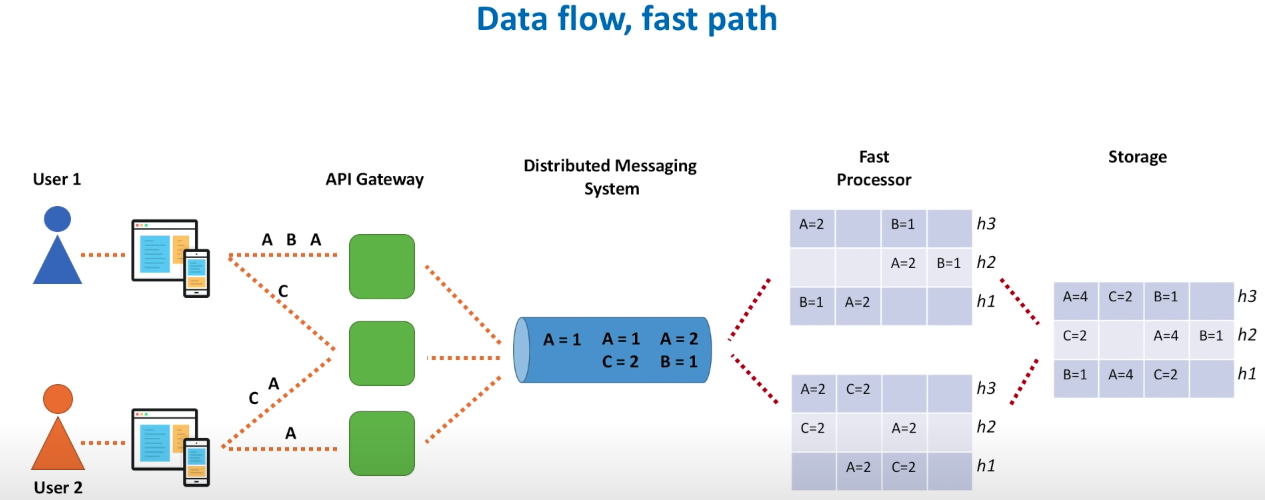 Data flow, fast path
User 1
API Gateway
Distributed Messaging
System
Fast
Processor
Storage
A B A
C
A
C
A
User 2
A = 1 A = 1 A = 2
C = 2 B = 1
A=2 B=1 h3
A=2 B=1 h2
B=1 A=2 h1
A=2 C=2 h3
C=2 A=2 h2
A=2 C=2 h1
A=4 C=2 B=1 h3
C=2 A=4 B=1 h2
B=1 A=4 C=2 h1